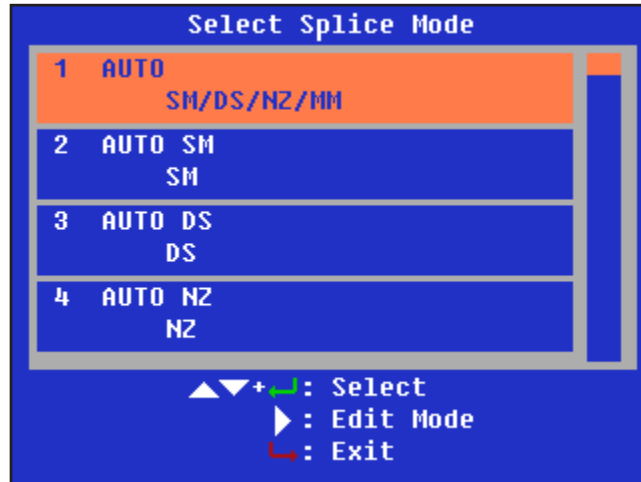 Select Splice Mode
1 AUTO
SM/DS/NZ/MM
2 AUTO SM
SM
3 AUTO DS
DS
4 AUTO NZ
NZ
▲▼+↵: Select
▶: Edit Mode
↳: Exit